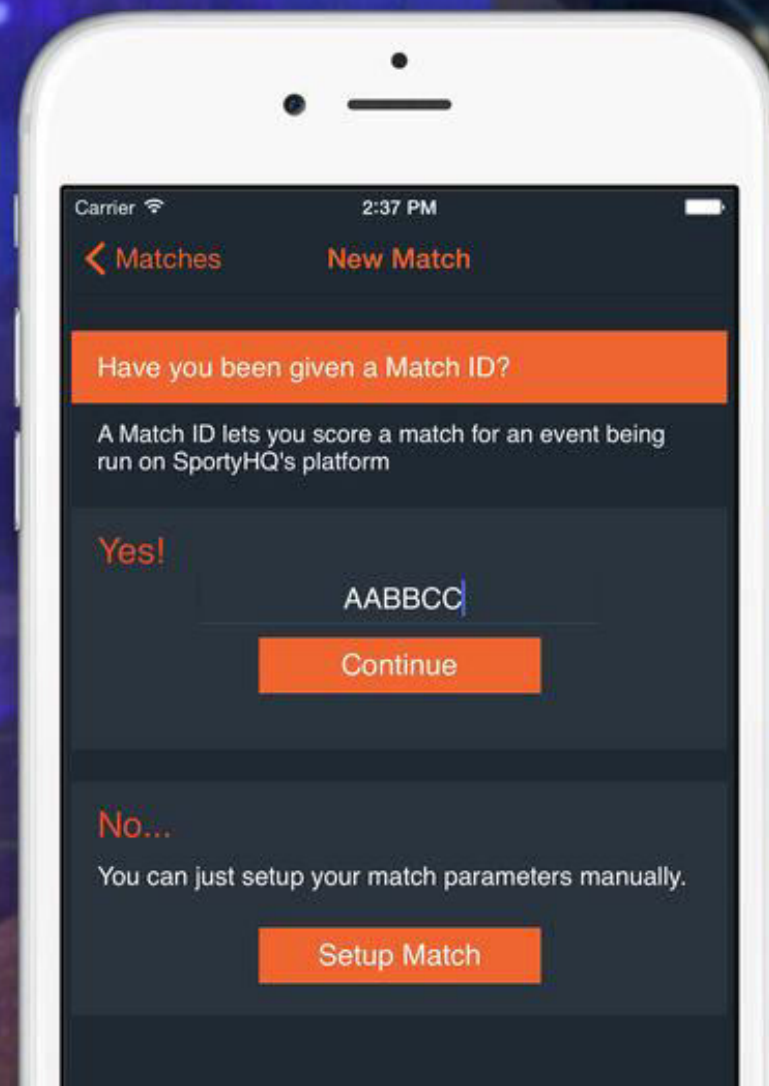 Carrier 2:37 PM
Matches New Match
Have you been given a Match ID?
A Match ID lets you score a match for an event being
run on SportyHQ's platform
Yes!
AABBCC
Continue
No...
You can just setup your match parameters manually.
Setup Match